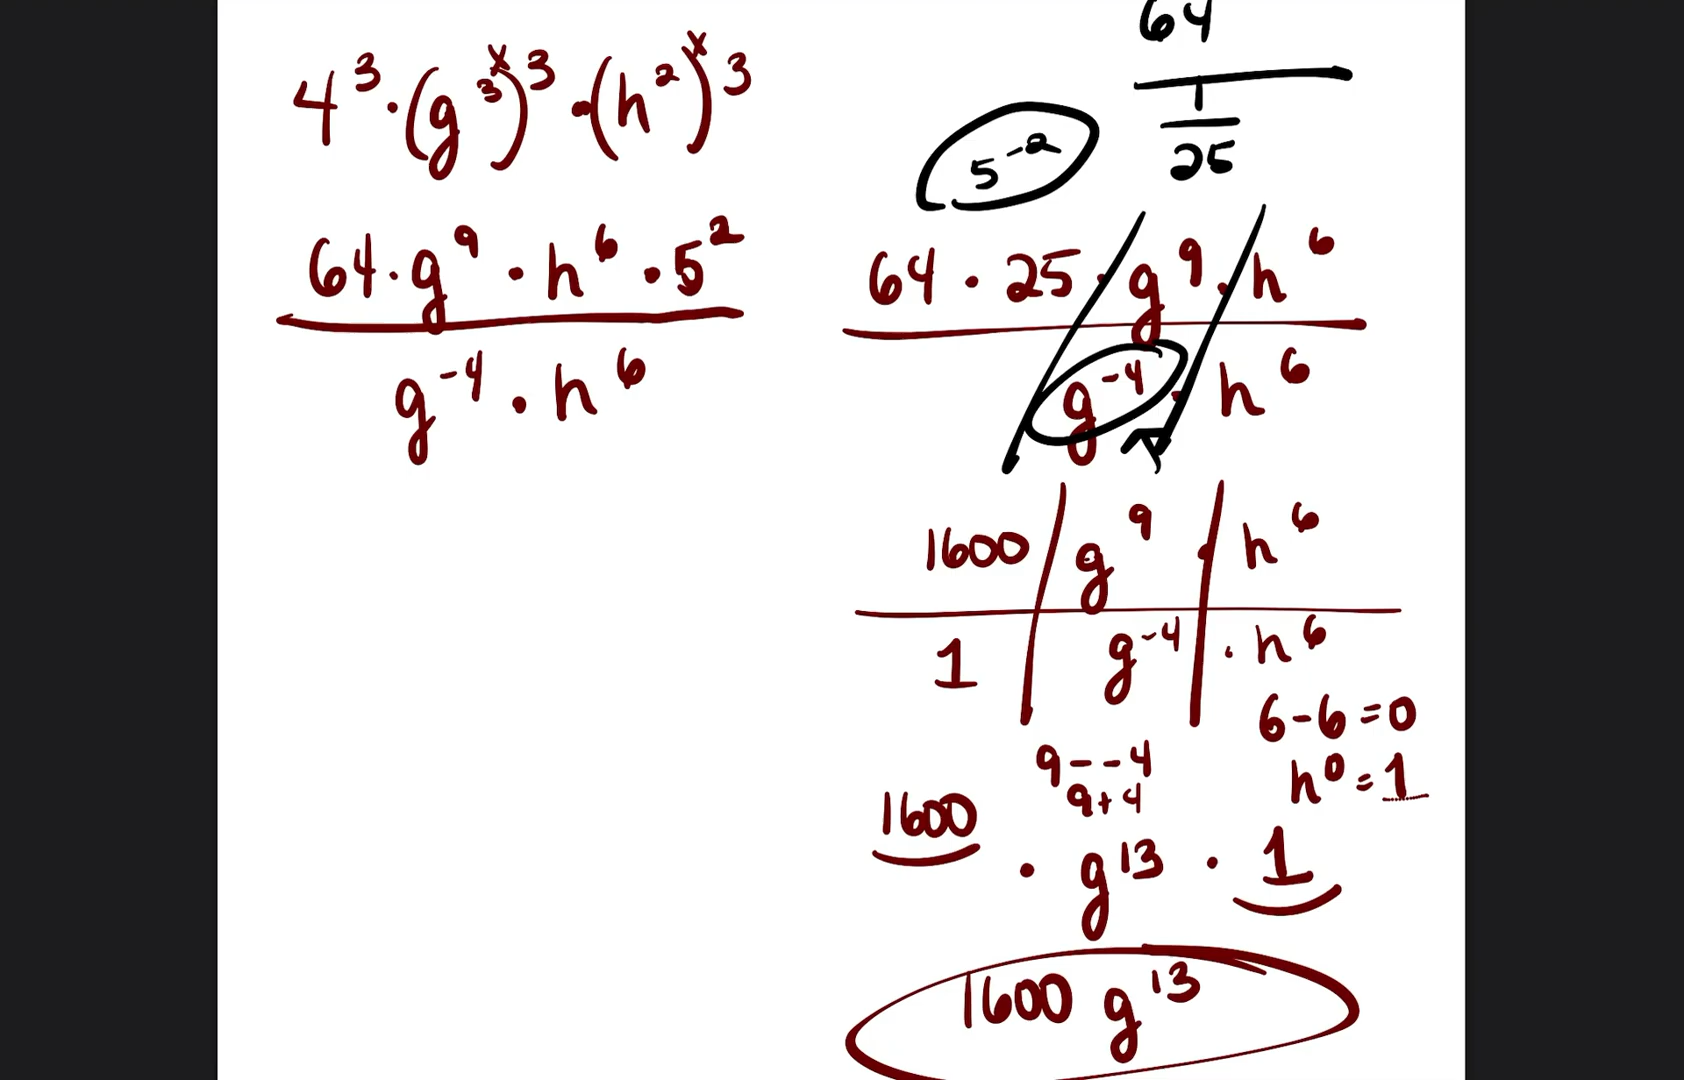 4³ · (g³)ˣ³ · (h²)ˣ³
64 · g⁹ · h⁶ · 5²
g⁻⁴ · h⁶
64
1
25
5⁻²
64 · 25 · g⁹ · h⁶
g⁻⁴ · h⁶
1600 g⁹ · h⁶
1 g⁻⁴ · h⁶
6 - 6 = 0
9 - - 4
9 + 4
h⁰ = 1
1600 · g¹³ · 1
1600 g¹³